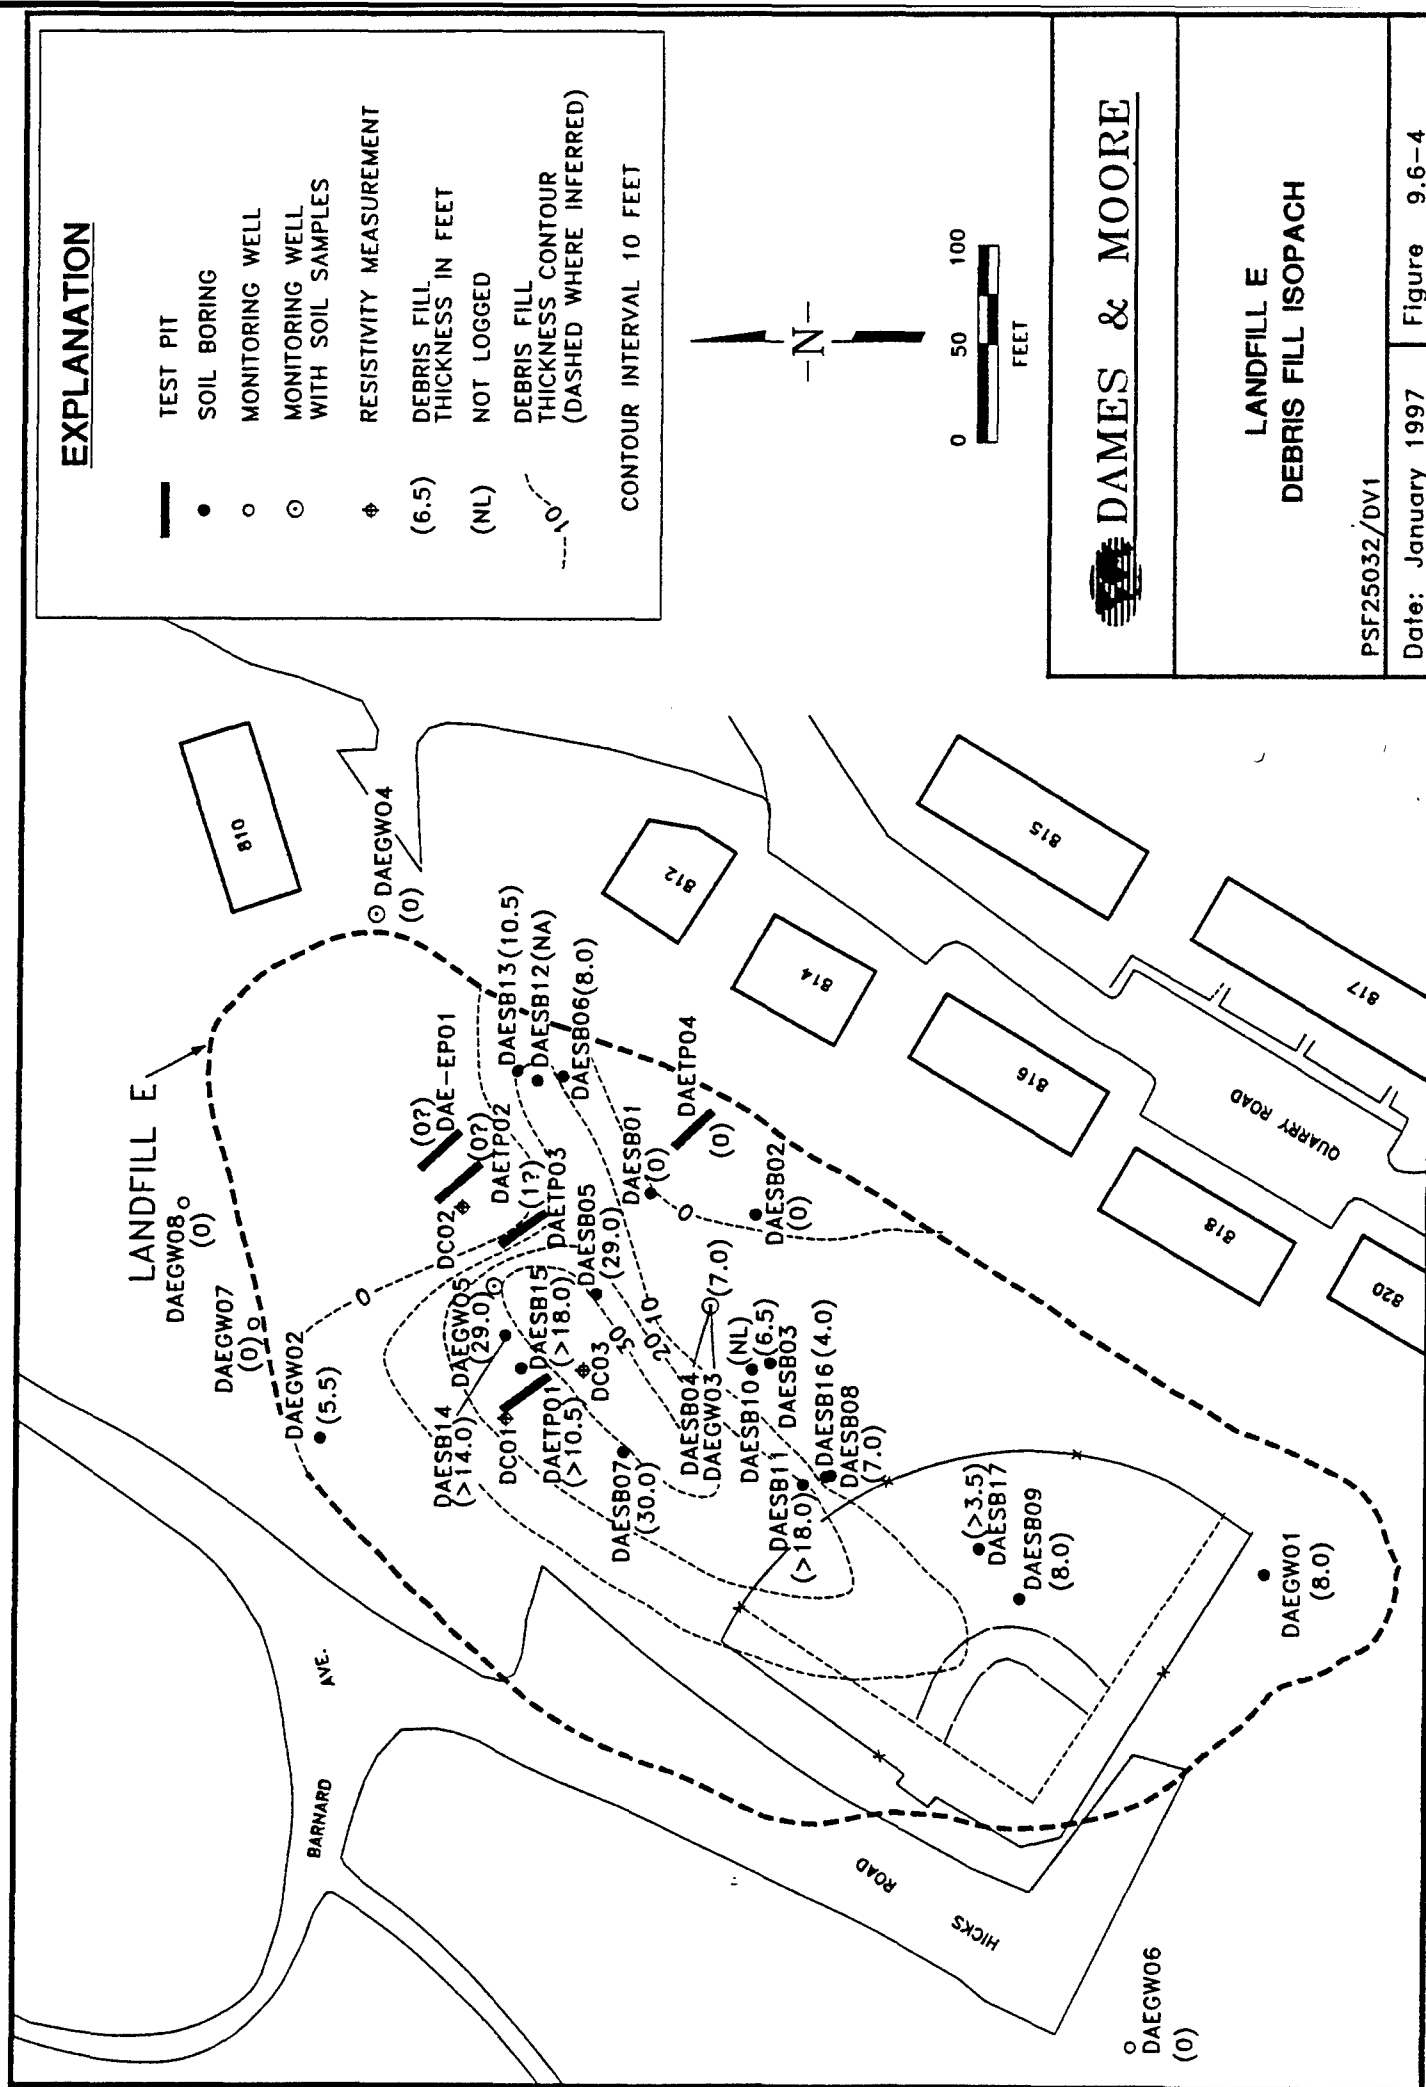 EXPLANATION
TEST PIT
SOIL BORING
MONITORING WELL
MONITORING WELL
WITH SOIL SAMPLES
RESISTIVITY MEASUREMENT
(6.5) DEBRIS FILL
THICKNESS IN FEET
(NL) NOT LOGGED
10 DEBRIS FILL
THICKNESS CONTOUR
(DASHED WHERE INFERRED)
CONTOUR INTERVAL 10 FEET
-N-
0 50 100
FEET
DAMES & MOORE
LANDFILL E
DEBRIS FILL ISOPACH
PSF25032/DV1
Date: January 1997
Figure 9.6-4
LANDFILL E
DAEGW08
(0)
DAEGW07
(0)
DAEGW02
(5.5)
810
DAEGW04
(0)
(0?)
DAE-EP01
(0?)
DAETP02
DC02
(1?)
DAETP03
DAESB13(10.5)
DAESB12(NA)
DAESB06(8.0)
0
DAEGW05
(29.0)
DAESB14
(>14.0)
DAESB15
(>18.0)
DC01
DAETP01
(>10.5)
DC03
DAESB05
(29.0)
DAESB07
(30.0)
30
20
10
DAESB01
(0)
0
DAETP04
(0)
DAESB02
(0)
(7.0)
DAESB04
DAEGW03
DAESB10
(NL)
(6.5)
DAESB03
DAESB11
(>18.0)
DAESB16(4.0)
DAESB08
(7.0)
(>3.5)
DAESB17
DAESB09
(8.0)
DAEGW01
(8.0)
DAEGW06
(0)
812
814
815
816
817
818
820
QUARRY ROAD
BARNARD AVE.
HICKS ROAD